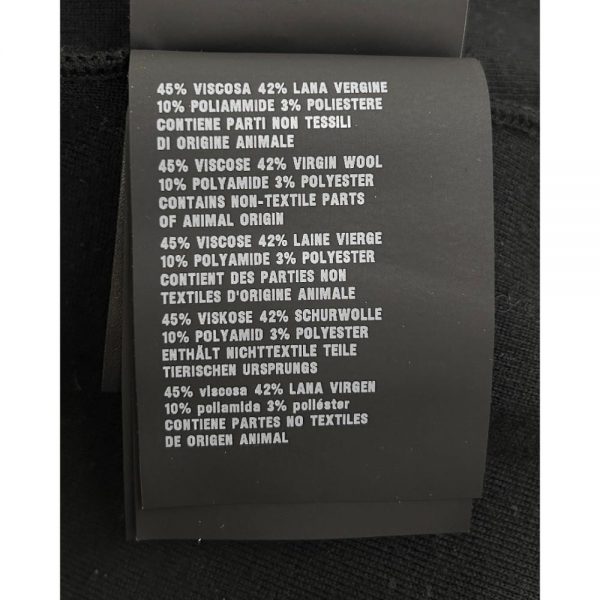 45% VISCOSA 42% LANA VERGINE
10% POLIAMMIDE 3% POLIESTERE
CONTIENE PARTI NON TESSILI
DI ORIGINE ANIMALE
45% VISCOSE 42% VIRGIN WOOL
10% POLYAMIDE 3% POLYESTER
CONTAINS NON-TEXTILE PARTS
OF ANIMAL ORIGIN
45% VISCOSE 42% LAINE VIERGE
10% POLYAMIDE 3% POLYESTER
CONTIENT DES PARTIES NON
TEXTILES D'ORIGINE ANIMALE
45% VISKOSE 42% SCHURWOLLE
10% POLYAMID 3% POLYESTER
ENTHÄLT NICHTTEXTILE TEILE
TIERISCHEN URSPRUNGS
45% viscosa 42% LANA VIRGEN
10% poliamida 3% poliéster
CONTIENE PARTES NO TEXTILES
DE ORIGEN ANIMAL